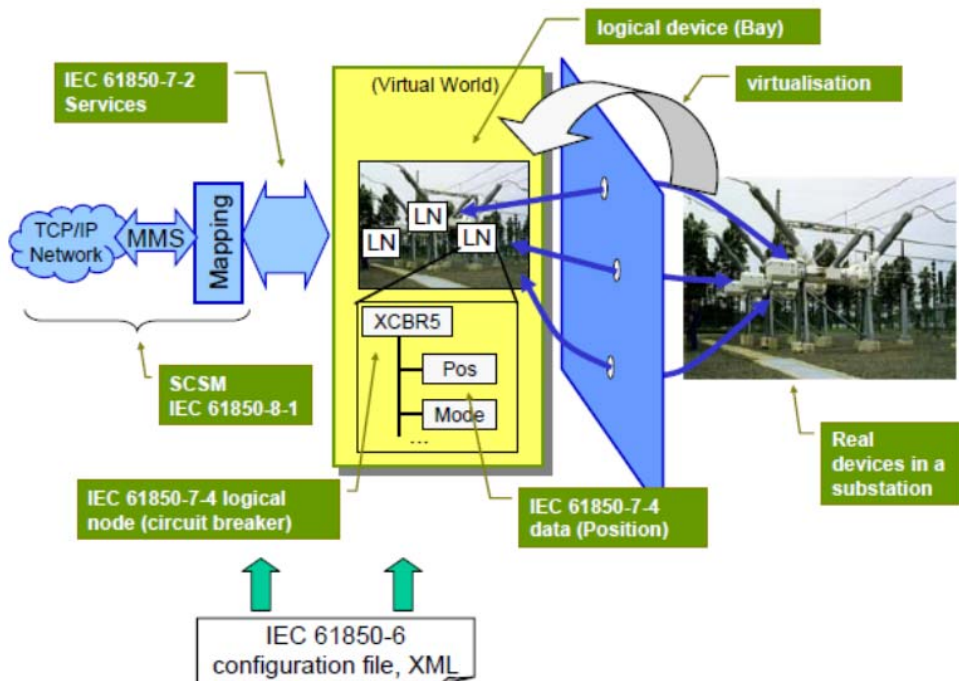 logical device (Bay)
IEC 61850-7-2
Services
(Virtual World)
virtualisation
TCP/IP
Network
MMS
Mapping
LN
LN
LN
XCBR5
Pos
Mode
...
SCSM
IEC 61850-8-1
Real
devices in a
substation
IEC 61850-7-4 logical
node (circuit breaker)
IEC 61850-7-4
data (Position)
IEC 61850-6
configuration file, XML